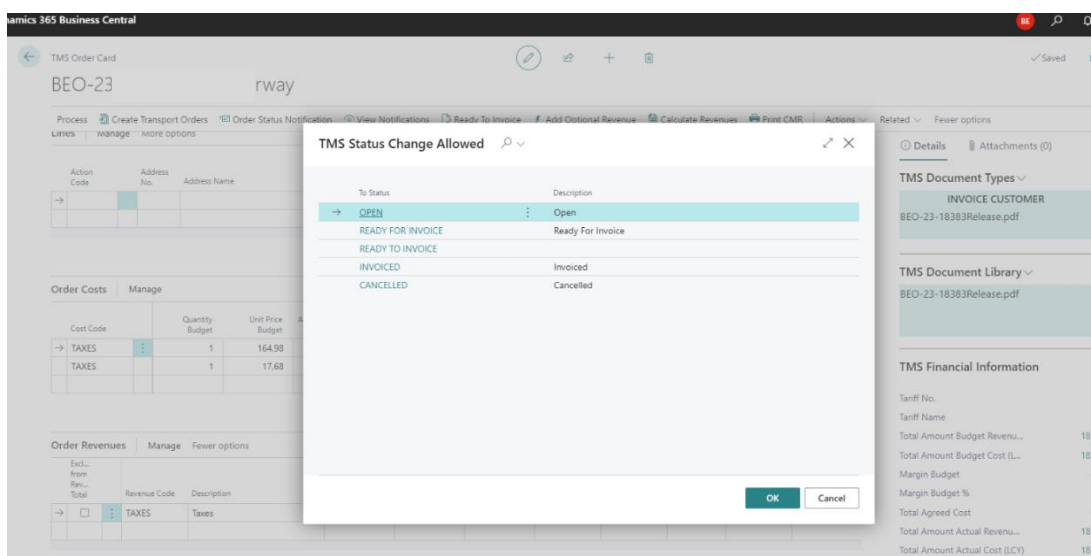 namics 365 Business Central
BE
TMS Order Card
Saved
BEO-23 rway
Process Create Transport Orders Order Status Notification View Notifications Ready To Invoice Add Optional Revenue Calculate Revenues Print CMR Actions Related Fewer options
Lines Manage More options
Action Code Address No. Address Name
Order Costs Manage
Cost Code Quantity Budget Unit Price Budget A
TAXES 1 164.98
TAXES 1 17.68
Order Revenues Manage Fewer options
Excl... from Rev... Total Revenue Code Description
TAXES Taxes
TMS Status Change Allowed
To Status Description
OPEN Open
READY FOR INVOICE Ready For Invoice
READY TO INVOICE
INVOICED Invoiced
CANCELLED Cancelled
OK Cancel
Details Attachments (0)
TMS Document Types
INVOICE CUSTOMER
BEO-23-18383Release.pdf
TMS Document Library
BEO-23-18383Release.pdf
TMS Financial Information
Tariff No.
Tariff Name
Total Amount Budget Revenu... 18
Total Amount Budget Cost (L... 18
Margin Budget
Margin Budget %
Total Agreed Cost
Total Amount Actual Revenu... 18
Total Amount Actual Cost (LCY) 18